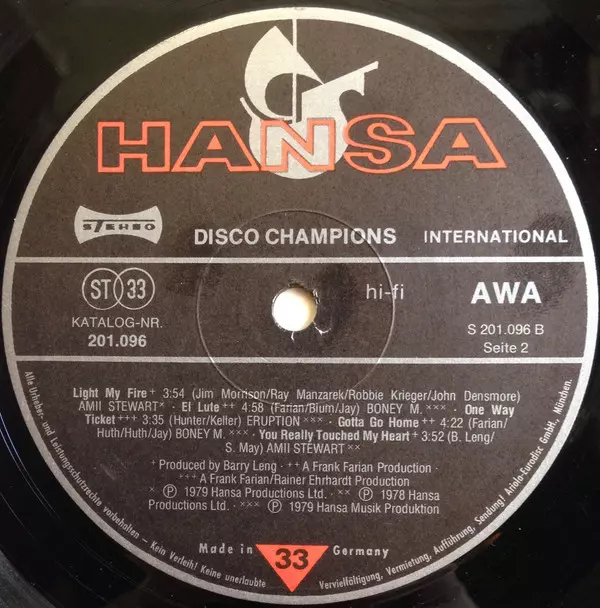 HANSA
STEREO
DISCO CHAMPIONS INTERNATIONAL
ST 33
hi-fi
AWA
KATALOG-NR.
201.096
S 201.096 B
Seite 2
Light My Fire + 3:54 (Jim Morrison/Ray Manzarek/Robbie Krieger/John Densmore)
AMII STEWART× · El Lute ++ 4:58 (Farian/Blum/Jay) BONEY M. ××× · One Way
Ticket +++ 3:35 (Hunter/Keller) ERUPTION ××× · Gotta Go Home ++ 4:22 (Farian/
Huth/Huth/Jay) BONEY M. ××× · You Really Touched My Heart + 3:52 (B. Leng/
S. May) AMII STEWART××
+ Produced by Barry Leng · ++ A Frank Farian Production ·
+++ A Frank Farian/Rainer Ehrhardt Production ·
× ℗ 1979 Hansa Productions Ltd. · ×× ℗ 1978 Hansa
Productions Ltd. · ××× ℗ 1979 Hansa Musik Produktion
Made in 33 Germany
Alle Urheber- und Leistungsschutzrechte vorbehalten – Kein Verleih! Keine unerlaubte Vervielfältigung, Vermietung, Aufführung, Sendung! Ariola-Eurodisc GmbH, München.